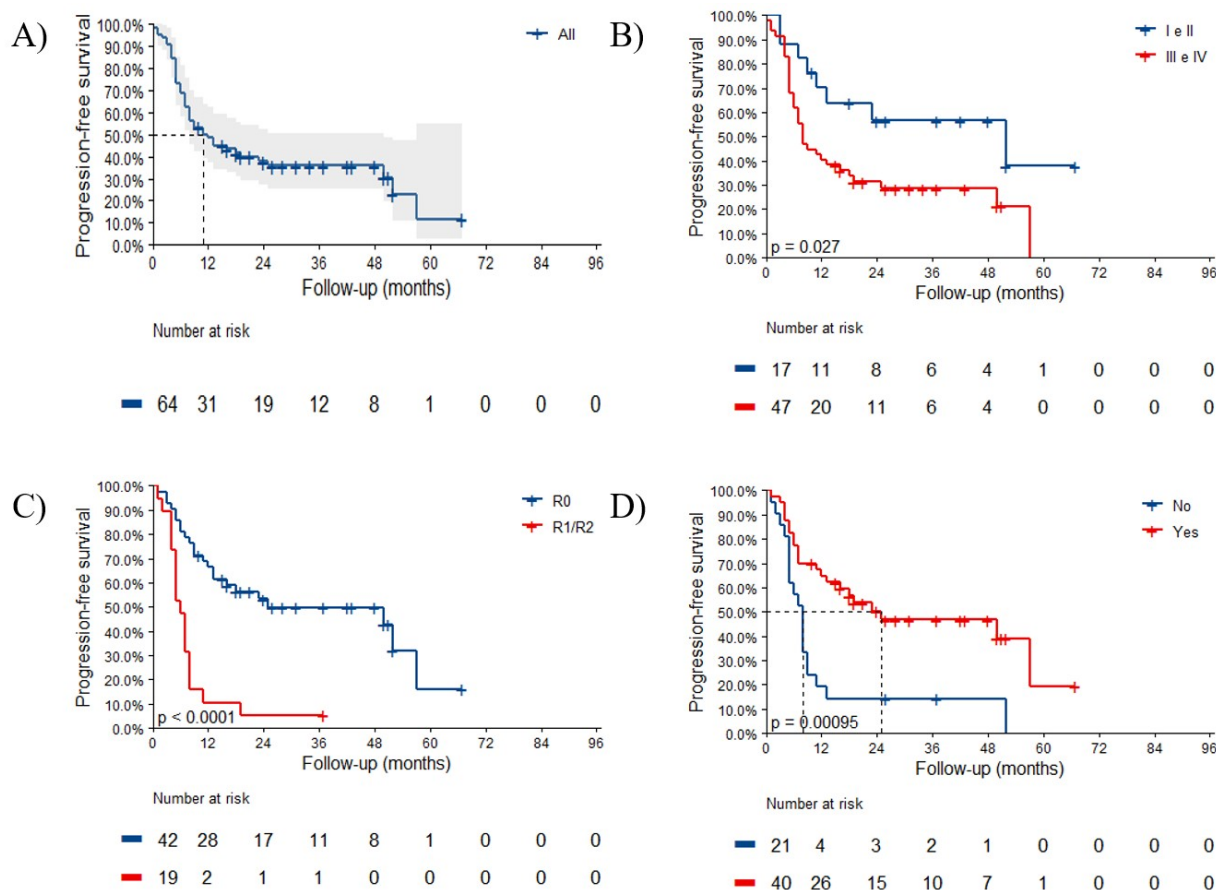 A)
Progression-free survival
100.0%
90.0%
80.0%
70.0%
60.0%
50.0%
40.0%
30.0%
20.0%
10.0%
0.0%
All
0 12 24 36 48 60 72 84 96
Follow-up (months)
Number at risk
64 31 19 12 8 1 0 0 0
B)
Progression-free survival
100.0%
90.0%
80.0%
70.0%
60.0%
50.0%
40.0%
30.0%
20.0%
10.0%
0.0%
I e II
III e IV
p = 0.027
0 12 24 36 48 60 72 84 96
Follow-up (months)
Number at risk
17 11 8 6 4 1 0 0 0
47 20 11 6 4 0 0 0 0
C)
Progression-free survival
100.0%
90.0%
80.0%
70.0%
60.0%
50.0%
40.0%
30.0%
20.0%
10.0%
0.0%
R0
R1/R2
p < 0.0001
0 12 24 36 48 60 72 84 96
Follow-up (months)
Number at risk
42 28 17 11 8 1 0 0 0
19 2 1 1 0 0 0 0 0
D)
Progression-free survival
100.0%
90.0%
80.0%
70.0%
60.0%
50.0%
40.0%
30.0%
20.0%
10.0%
0.0%
No
Yes
p = 0.00095
0 12 24 36 48 60 72 84 96
Follow-up (months)
Number at risk
21 4 3 2 1 0 0 0 0
40 26 15 10 7 1 0 0 0